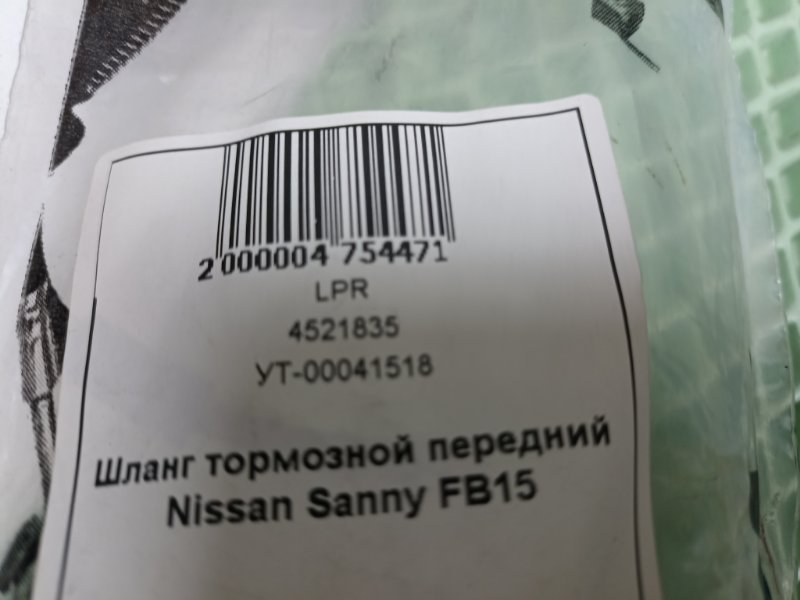 2 000004 754471
LPR
4521835
УТ-00041518
Шланг тормозной передний
Nissan Sanny FB15